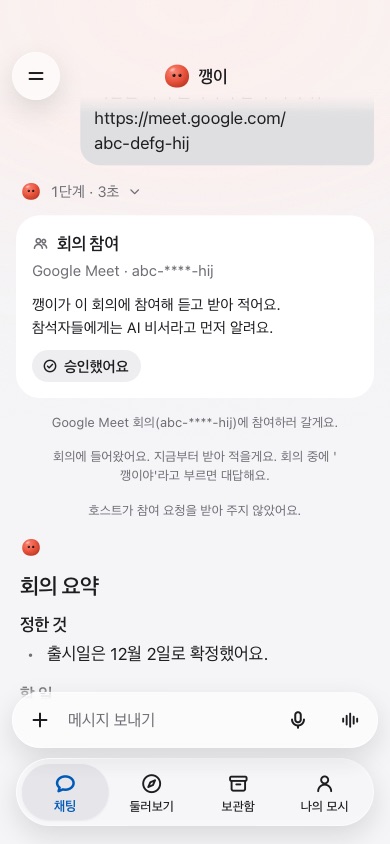 깽이
https://meet.google.com/
abc-defg-hij
1단계 · 3초
회의 참여
Google Meet · abc-****-hij
깽이가 이 회의에 참여해 듣고 받아 적어요.
참석자들에게는 AI 비서라고 먼저 알려요.
승인했어요
Google Meet 회의(abc-****-hij)에 참여하러 갈게요.
회의에 들어왔어요. 지금부터 받아 적을게요. 회의 중에 '
깽이야'라고 부르면 대답해요.
호스트가 참여 요청을 받아 주지 않았어요.
회의 요약
정한 것
• 출시일은 12월 2일로 확정했어요.
메시지 보내기
채팅
둘러보기
보관함
나의 모시